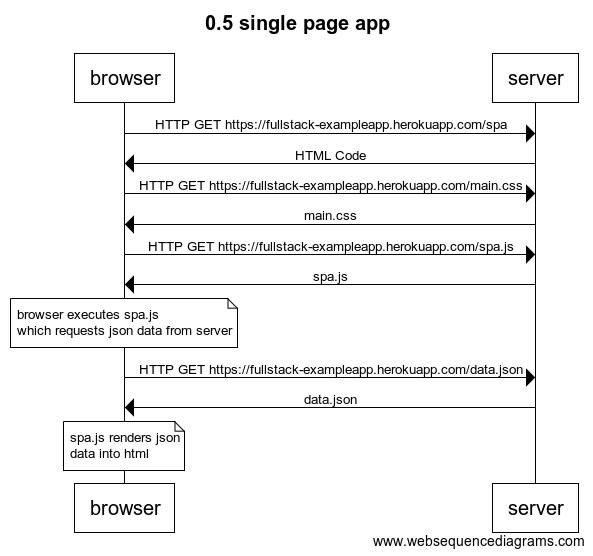 0.5 single page app
browser
server
HTTP GET https://fullstack-exampleapp.herokuapp.com/spa
HTML Code
HTTP GET https://fullstack-exampleapp.herokuapp.com/main.css
main.css
HTTP GET https://fullstack-exampleapp.herokuapp.com/spa.js
spa.js
browser executes spa.js
which requests json data from server
HTTP GET https://fullstack-exampleapp.herokuapp.com/data.json
data.json
spa.js renders json
data into html
browser
server
www.websequencediagrams.com